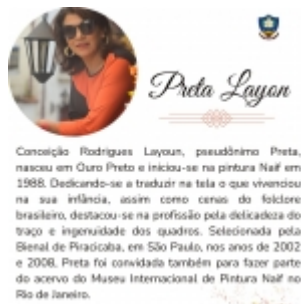 Preta Layon
Conceição Rodrigues Layoun, pseudônimo Preta,
nasceu em Ouro Preto e iniciou-se na pintura Naif em
1988. Dedicando-se a traduzir na tela o que vivenciou
na sua infância, assim como cenas do folclore
brasileiro, destacou-se na profissão pela delicadeza do
traço e ingenuidade dos quadros. Selecionada pela
Bienal de Piracicaba, em São Paulo, nos anos de 2002
e 2008, Preta foi convidada também para fazer parte
do acervo do Museu Internacional de Pintura Naif no
Rio de Janeiro.